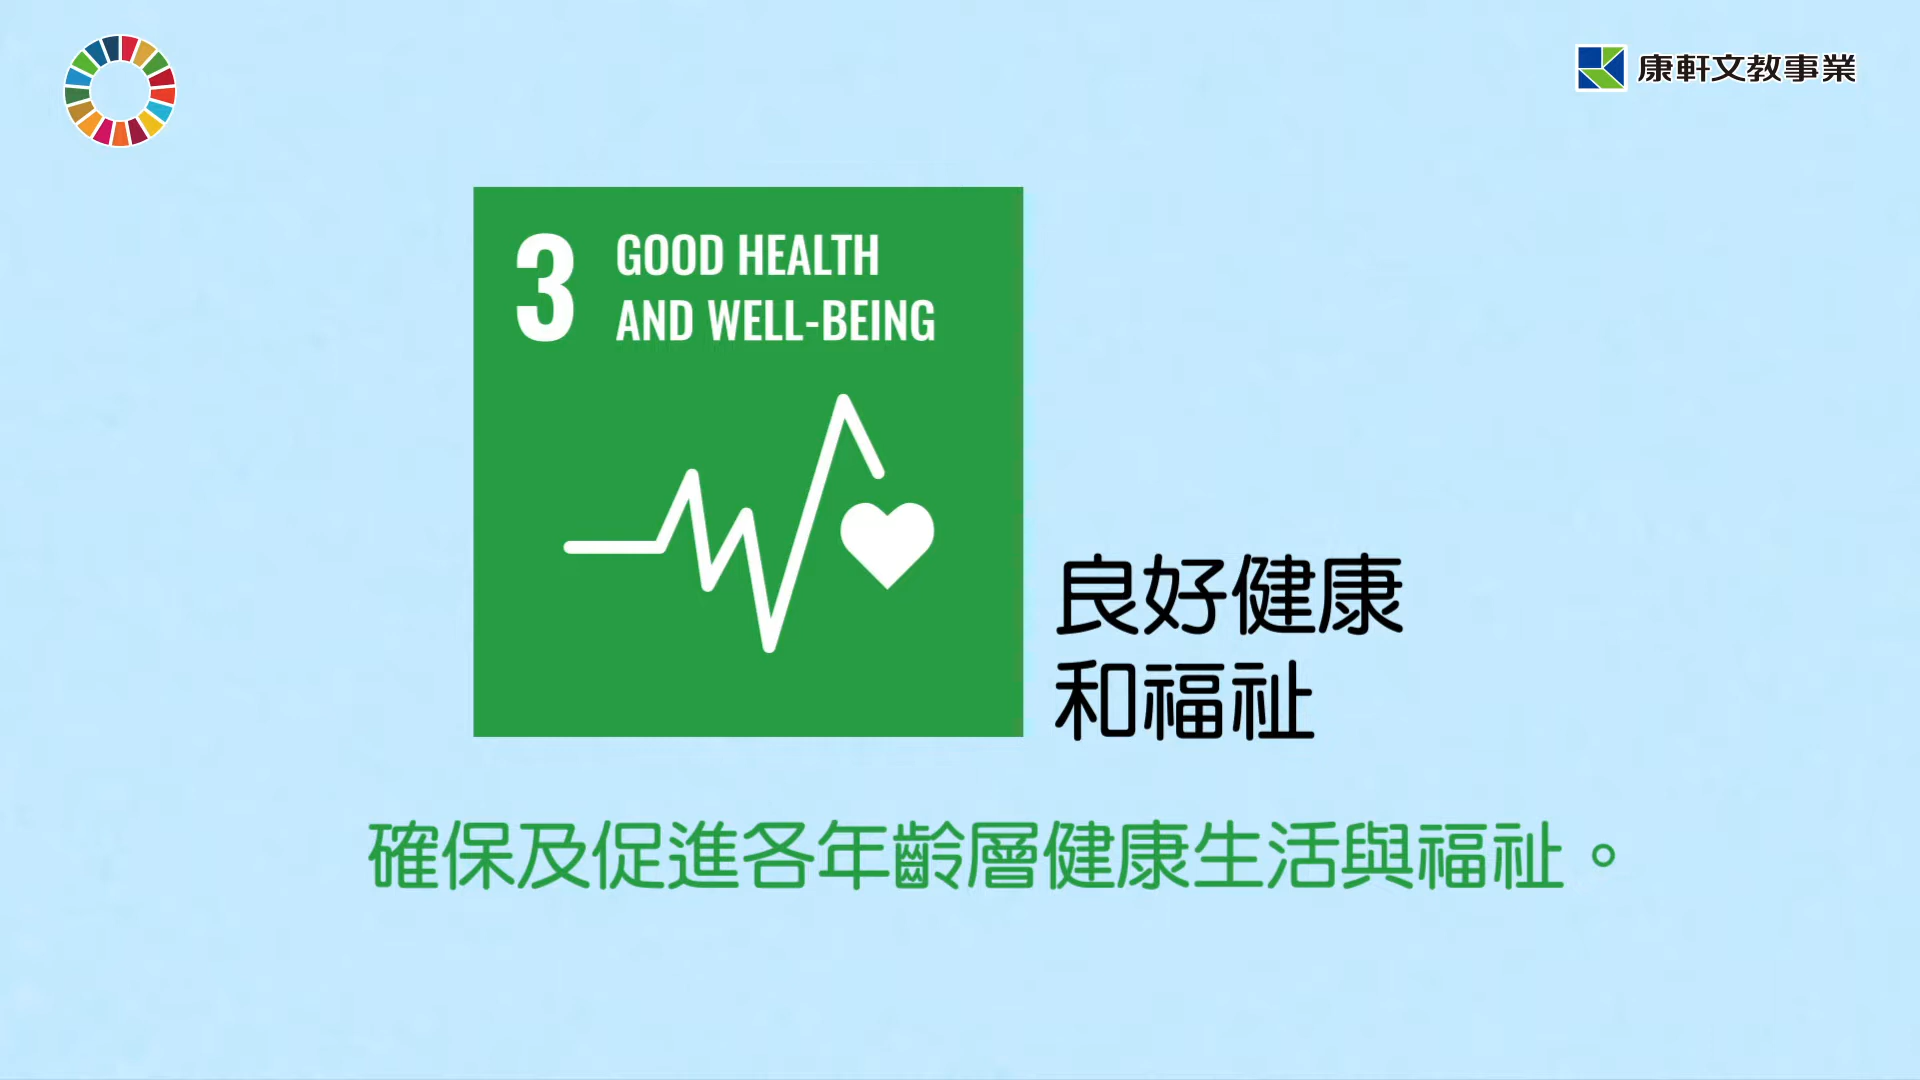 康軒文教事業
3 GOOD HEALTH
AND WELL-BEING
良好健康
和福祉
確保及促進各年齡層健康生活與福祉。